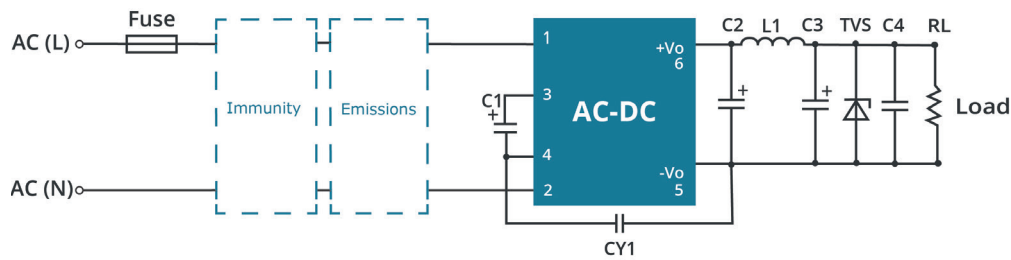 Fuse
C2 L1 C3 TVS C4 RL
AC (L)
1
+Vo
6
+
+
Immunity
Emissions
C1
+
3
AC-DC
Load
4
-Vo
AC (N)
2
5
CY1